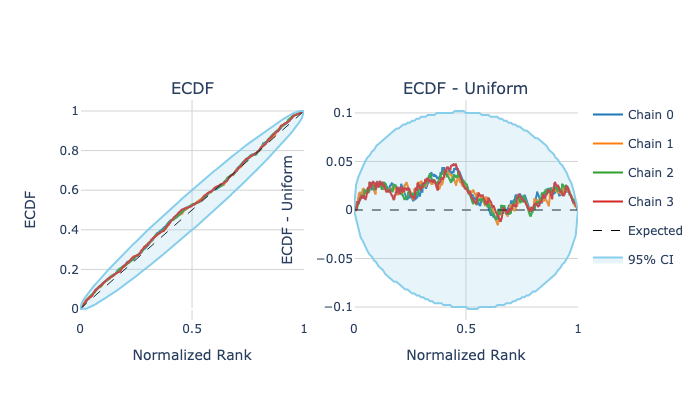 ECDF
ECDF - Uniform
1
0.8
0.6
0.4
0.2
0
0
0.5
1
ECDF
Normalized Rank
0.1
0.05
0
−0.05
−0.1
0
0.5
1
ECDF - Uniform
Normalized Rank
Chain 0
Chain 1
Chain 2
Chain 3
Expected
95% CI